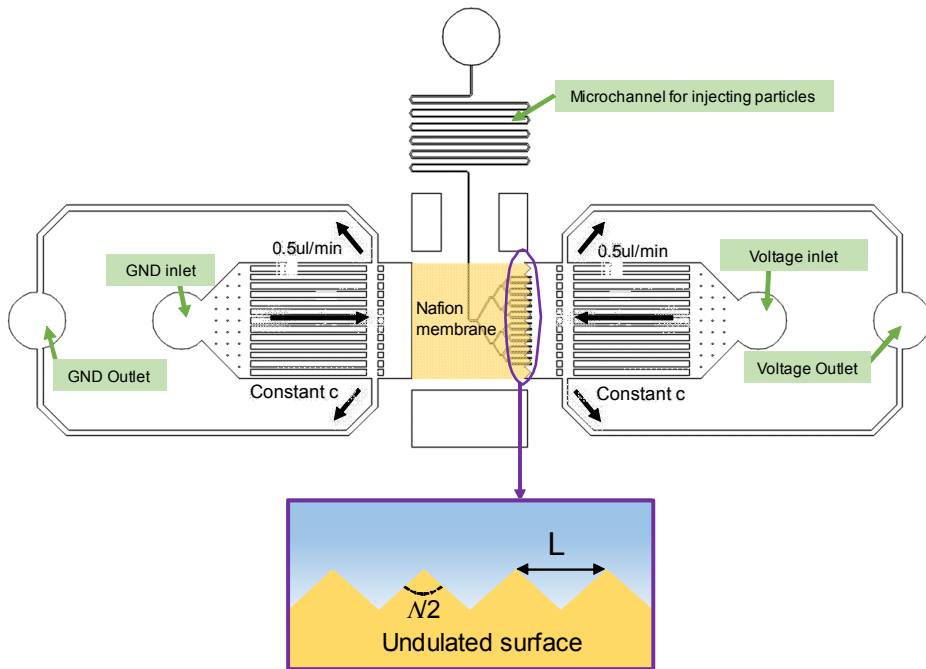 Microchannel for injecting particles
0.5ul/min
0.5ul/min
GND inlet
Voltage inlet
Nafion
membrane
GND Outlet
Voltage Outlet
Constant c
Constant c
L
N2
Undulated surface